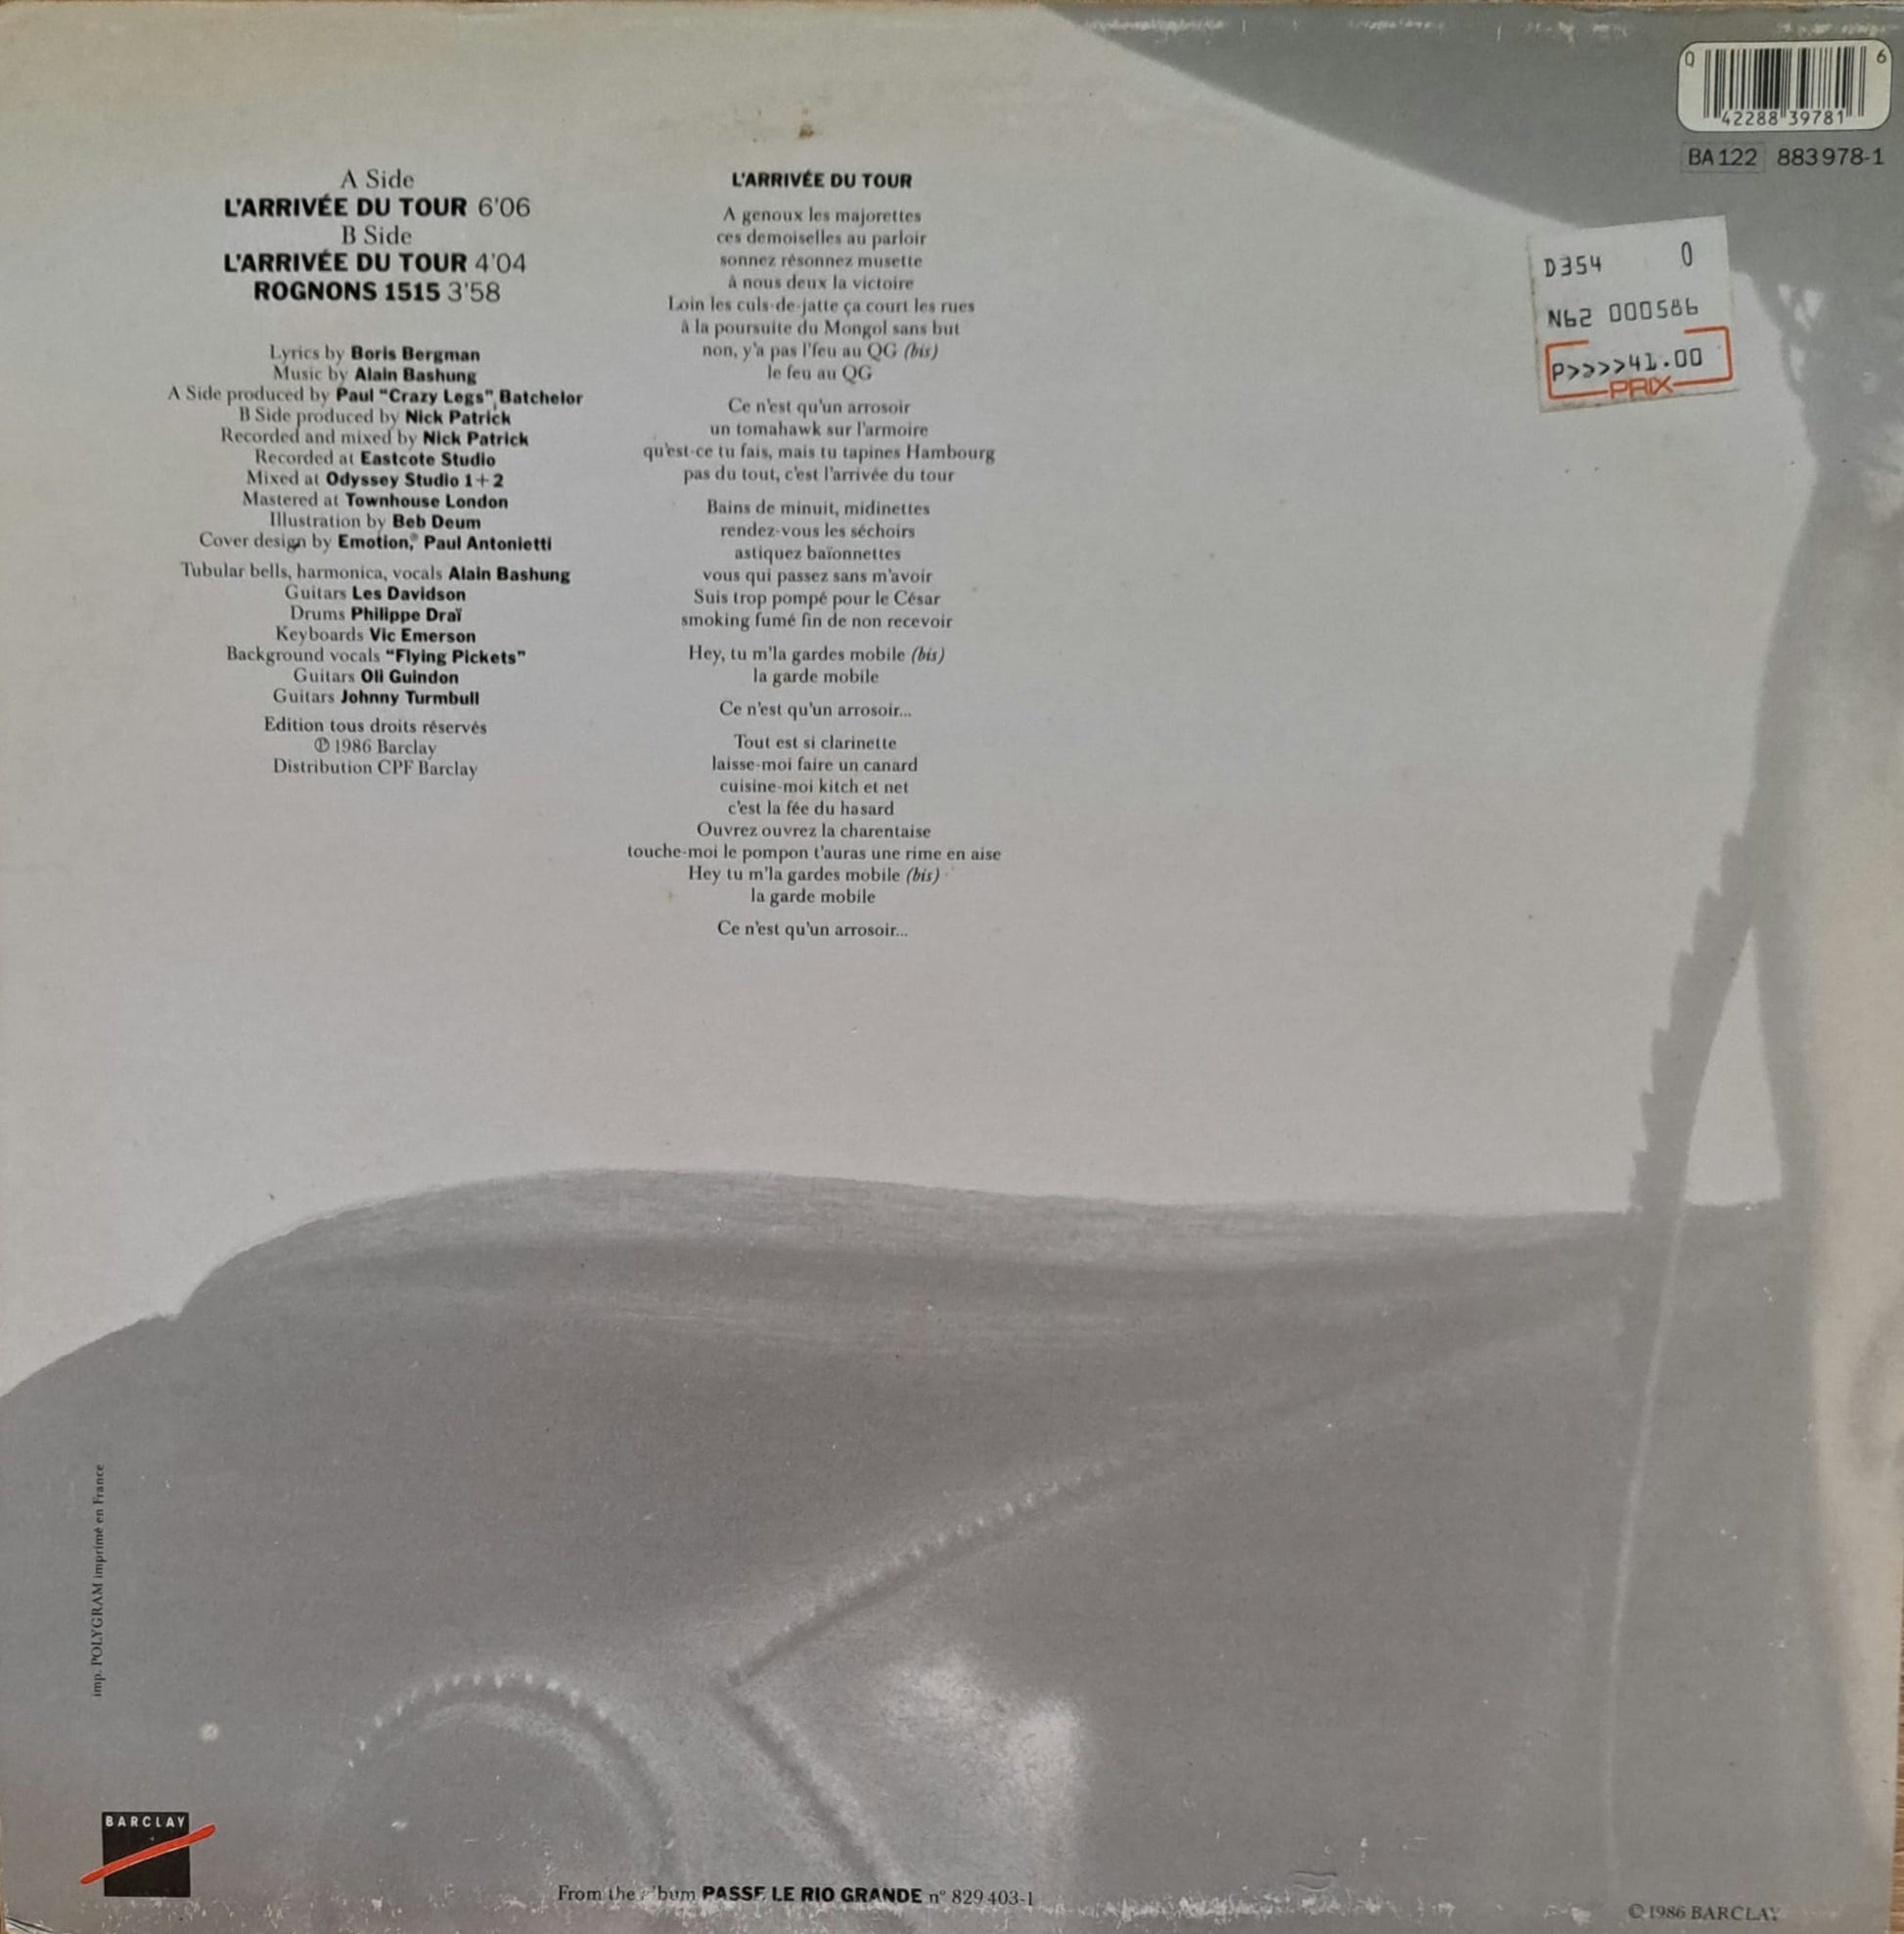 A Side
L'ARRIVÉE DU TOUR 6'06
B Side
L'ARRIVÉE DU TOUR 4'04
ROGNONS 1515 3'58
Lyrics by Boris Bergman
Music by Alain Bashung
A Side produced by Paul "Crazy Legs" Batchelor
B Side produced by Nick Patrick
Recorded and mixed by Nick Patrick
Recorded at Eastcote Studio
Mixed at Odyssey Studio 1+2
Mastered at Townhouse London
Illustration by Beb Deum
Cover design by Emotion,® Paul Antonietti
Tubular bells, harmonica, vocals Alain Bashung
Guitars Les Davidson
Drums Philippe Draï
Keyboards Vic Emerson
Background vocals "Flying Pickets"
Guitars Oli Guindon
Guitars Johnny Turmbull
Edition tous droits réservés
℗ 1986 Barclay
Distribution CPF Barclay
L'ARRIVÉE DU TOUR
A genoux les majorettes
ces demoiselles au parloir
sonnez résonnez musette
à nous deux la victoire
Loin les culs-de-jatte ça court les rues
à la poursuite du Mongol sans but
non, y'a pas l'feu au QG (bis)
le feu au QG
Ce n'est qu'un arrosoir
un tomahawk sur l'armoire
qu'est-ce tu fais, mais tu tapines Hambourg
pas du tout, c'est l'arrivée du tour
Bains de minuit, midinettes
rendez-vous les séchoirs
astiquez baïonnettes
vous qui passez sans m'avoir
Suis trop pompé pour le César
smoking fumé fin de non recevoir
Hey, tu m'la gardes mobile (bis)
la garde mobile
Ce n'est qu'un arrosoir...
Tout est si clarinette
laisse-moi faire un canard
cuisine-moi kitch et net
c'est la fée du hasard
Ouvrez ouvrez la charentaise
touche-moi le pompon t'auras une rime en aise
Hey tu m'la gardes mobile (bis)
la garde mobile
Ce n'est qu'un arrosoir...
0 42288 39781 6
BA 122 883 978-1
D354 0
N62 000586
P>>>>41.00
PRIX
imp. POLYGRAM imprimé en France
BARCLAY
From the album PASSE LE RIO GRANDE n° 829 403-1
© 1986 BARCLAY